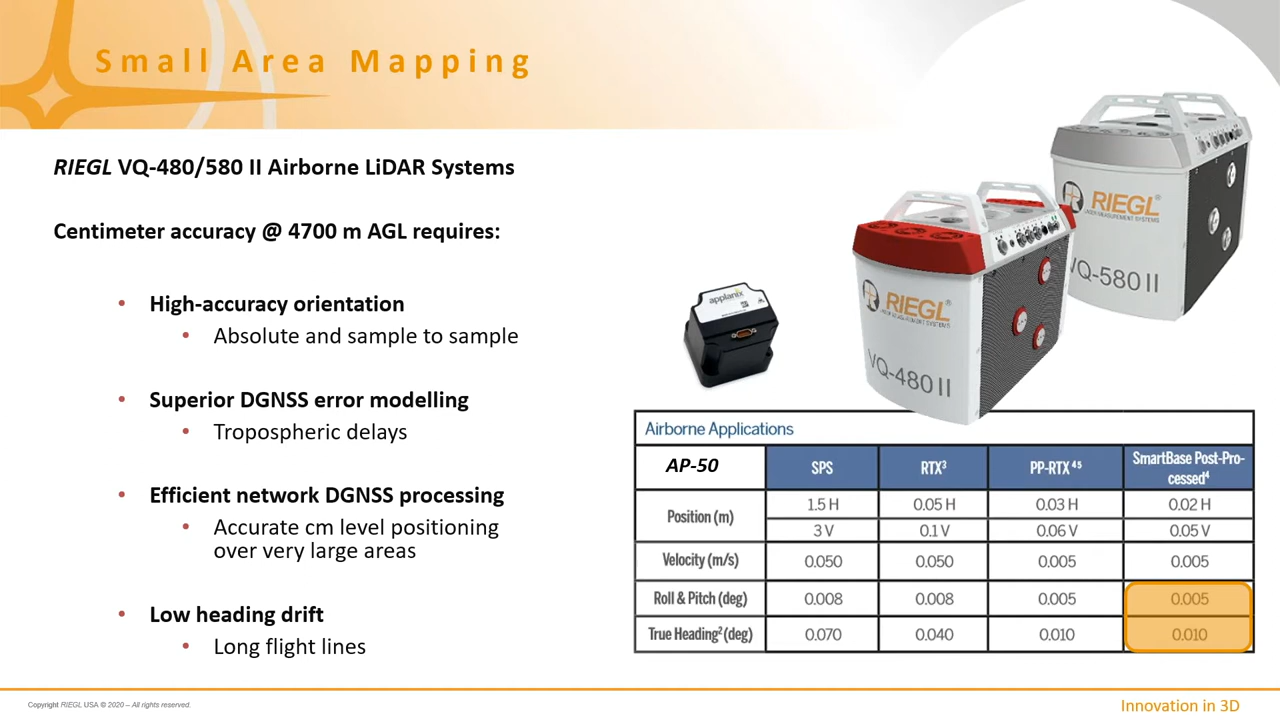 Small Area Mapping
RIEGL VQ-480/580 II Airborne LiDAR Systems
Centimeter accuracy @ 4700 m AGL requires:
• High-accuracy orientation
• Absolute and sample to sample
• Superior DGNSS error modelling
• Tropospheric delays
• Efficient network DGNSS processing
• Accurate cm level positioning
over very large areas
• Low heading drift
• Long flight lines
applanix
RIEGL®
LASER MEASUREMENT SYSTEMS
VQ-480 II
RIEGL®
LASER MEASUREMENT SYSTEMS
VQ-580 II
Airborne Applications
AP-50 SPS RTX³ PP-RTX ⁴ ⁵ SmartBase Post-Pro-
cessed⁴
Position (m) 1.5 H 0.05 H 0.03 H 0.02 H
3 V 0.1 V 0.06 V 0.05 V
Velocity (m/s) 0.050 0.050 0.005 0.005
Roll & Pitch (deg) 0.008 0.008 0.005 0.005
True Heading² (deg) 0.070 0.040 0.010 0.010
Copyright RIEGL USA © 2020 – All rights reserved.
Innovation in 3D